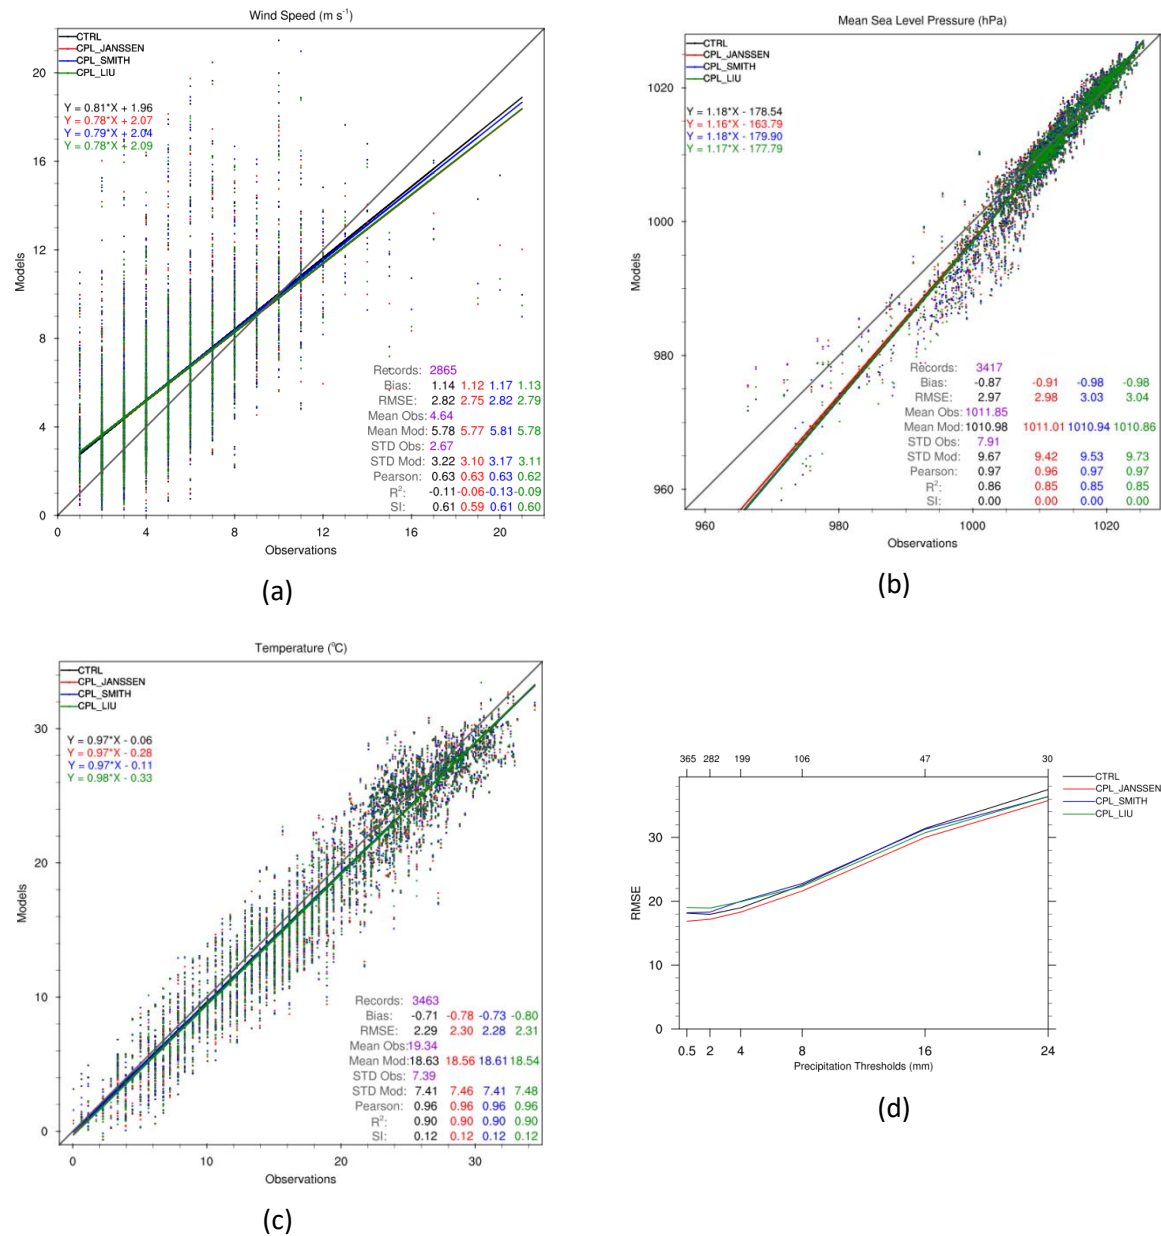 Wind Speed (m s⁻¹)
CTRL
CPL_JANSSEN
CPL_SMITH
CPL_LIU
Y = 0.81*X + 1.96
Y = 0.78*X + 2.07
Y = 0.79*X + 2.04
Y = 0.78*X + 2.09
20
16
12
8
4
0
Models
Records: 2865
Bias: 1.14 1.12 1.17 1.13
RMSE: 2.82 2.75 2.82 2.79
Mean Obs: 4.64
Mean Mod: 5.78 5.77 5.81 5.78
STD Obs: 2.67
STD Mod: 3.22 3.10 3.17 3.11
Pearson: 0.63 0.63 0.63 0.62
R²: -0.11 -0.06 -0.13 -0.09
SI: 0.61 0.59 0.61 0.60
0 4 8 12 16 20
Observations
(a)
Mean Sea Level Pressure (hPa)
CTRL
CPL_JANSSEN
CPL_SMITH
CPL_LIU
Y = 1.18*X - 178.54
Y = 1.16*X - 163.79
Y = 1.18*X - 179.90
Y = 1.17*X - 177.79
1020
1000
980
960
Models
Records: 3417
Bias: -0.87 -0.91 -0.98 -0.98
RMSE: 2.97 2.98 3.03 3.04
Mean Obs: 1011.85
Mean Mod: 1010.98 1011.01 1010.94 1010.86
STD Obs: 7.91
STD Mod: 9.67 9.42 9.53 9.73
Pearson: 0.97 0.96 0.97 0.97
R²: 0.86 0.85 0.85 0.85
SI: 0.00 0.00 0.00 0.00
960 980 1000 1020
Observations
(b)
Temperature (°C)
CTRL
CPL_JANSSEN
CPL_SMITH
CPL_LIU
Y = 0.97*X - 0.06
Y = 0.97*X - 0.28
Y = 0.97*X - 0.11
Y = 0.98*X - 0.33
30
20
10
0
Models
Records: 3463
Bias: -0.71 -0.78 -0.73 -0.80
RMSE: 2.29 2.30 2.28 2.31
Mean Obs: 19.34
Mean Mod: 18.63 18.56 18.61 18.54
STD Obs: 7.39
STD Mod: 7.41 7.46 7.41 7.48
Pearson: 0.96 0.96 0.96 0.96
R²: 0.90 0.90 0.90 0.90
SI: 0.12 0.12 0.12 0.12
0 10 20 30
Observations
(c)
365 282 199 106 47 30
CTRL
CPL_JANSSEN
CPL_SMITH
CPL_LIU
30
20
10
0
RMSE
0.5 2 4 8 16 24
Precipitation Thresholds (mm)
(d)